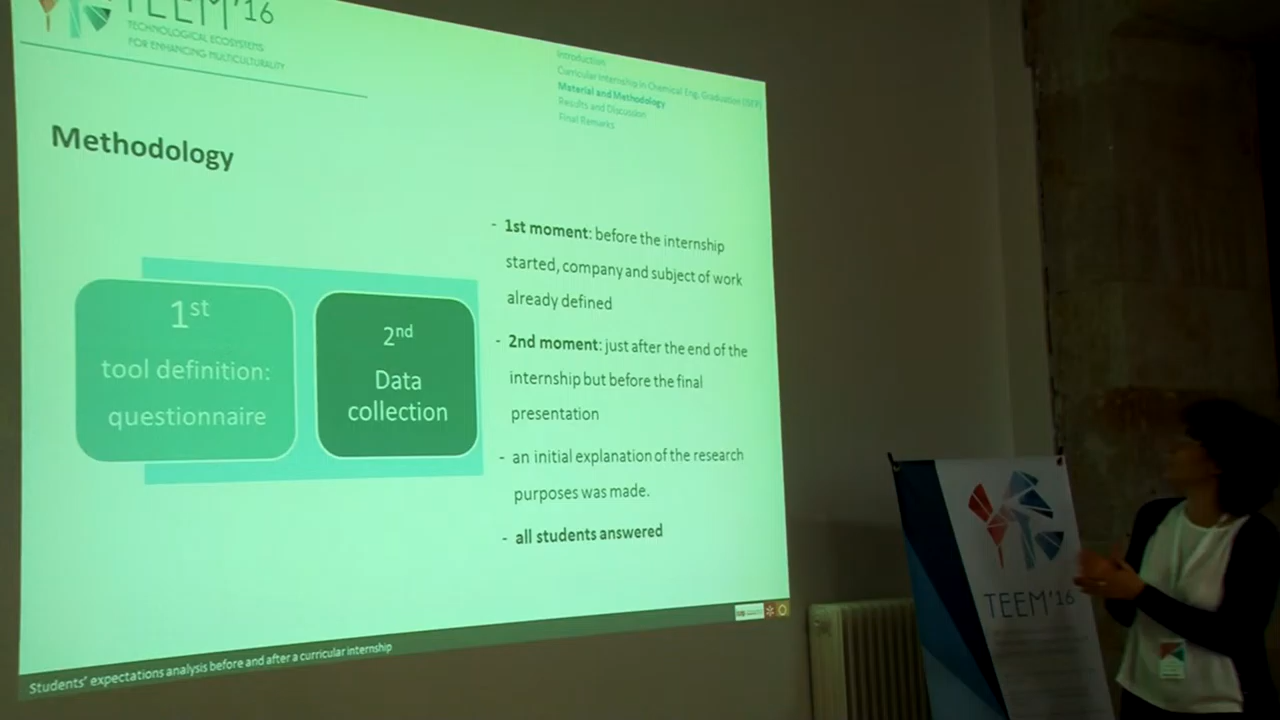 TEEM'16
TECHNOLOGICAL ECOSYSTEMS
FOR ENHANCING MULTICULTURALITY
Introduction
Curricular Internship in Chemical Eng. Graduation (ISEP)
Material and Methodology
Results and Discussion
Final Remarks
Methodology
1st
tool definition:
questionnaire
2nd
Data
collection
- 1st moment: before the internship
started, company and subject of work
already defined
- 2nd moment: just after the end of the
internship but before the final
presentation
- an initial explanation of the research
purposes was made.
- all students answered
Students' expectations analysis before and after a curricular internship
TEEM'16